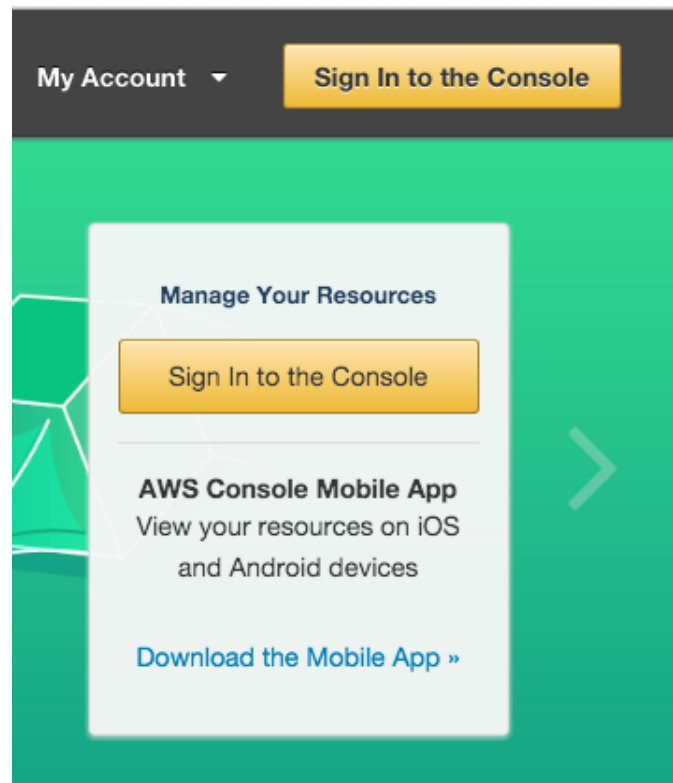 My Account
Sign In to the Console
Manage Your Resources
Sign In to the Console
AWS Console Mobile App
View your resources on iOS
and Android devices
Download the Mobile App »